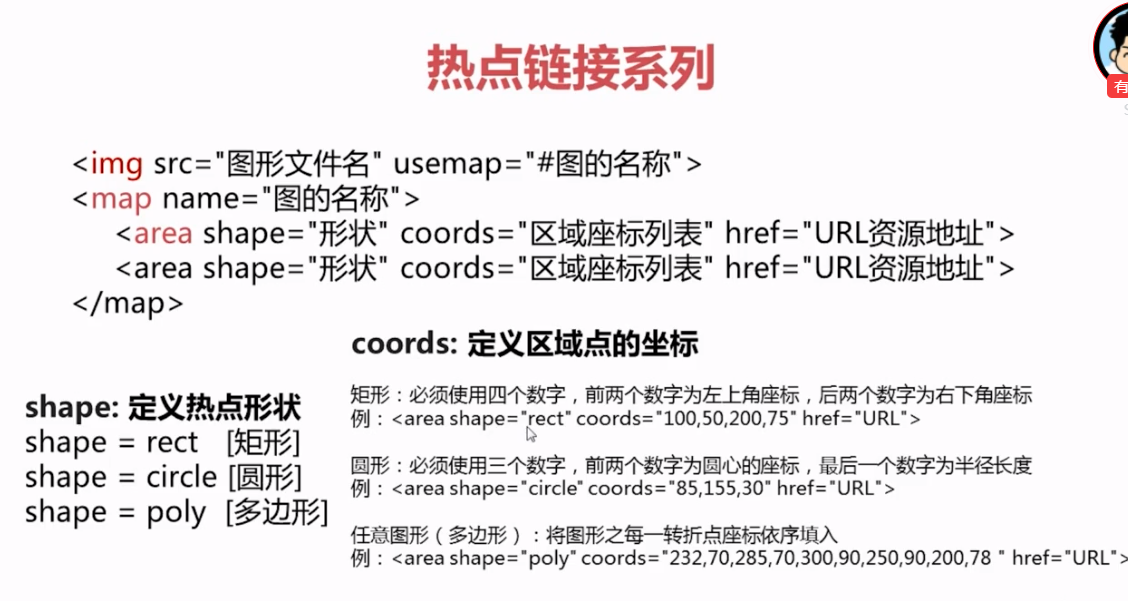 热点链接系列
有
<img src="图形文件名" usemap="#图的名称">
<map name="图的名称">
<area shape="形状" coords="区域座标列表" href="URL资源地址">
<area shape="形状" coords="区域座标列表" href="URL资源地址">
</map>
coords: 定义区域点的坐标
矩形：必须使用四个数字，前两个数字为左上角座标，后两个数字为右下角座标
例：<area shape="rect" coords="100,50,200,75" href="URL">
圆形：必须使用三个数字，前两个数字为圆心的座标，最后一个数字为半径长度
例：<area shape="circle" coords="85,155,30" href="URL">
任意图形（多边形）：将图形之每一转折点座标依序填入
例：<area shape="poly" coords="232,70,285,70,300,90,250,90,200,78 " href="URL">
shape: 定义热点形状
shape = rect [矩形]
shape = circle [圆形]
shape = poly [多边形]